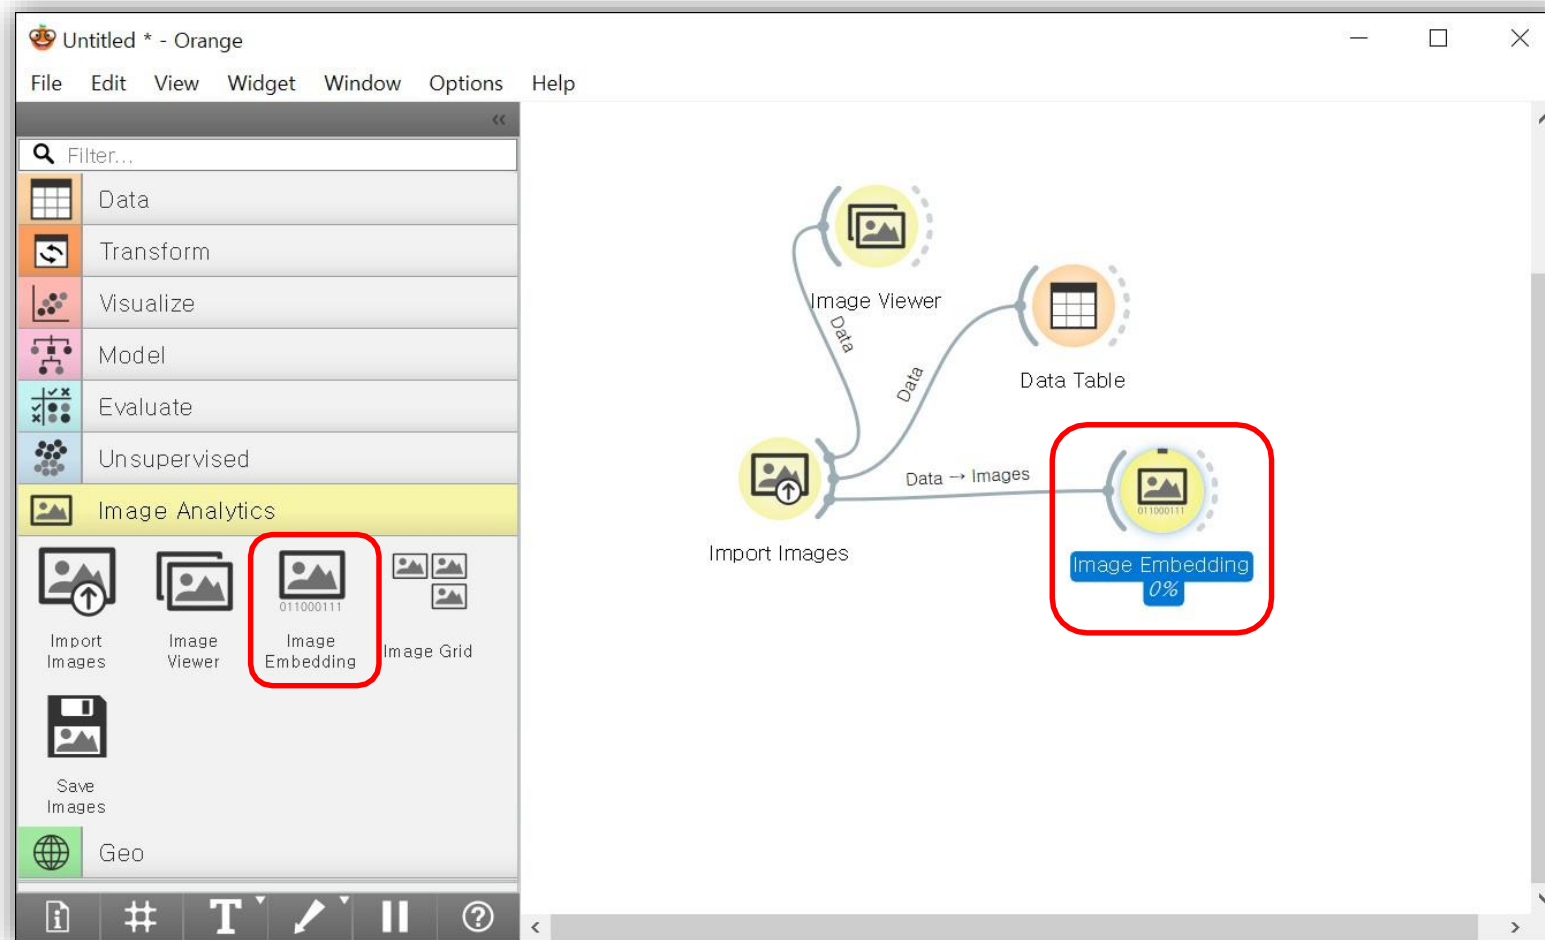 Untitled * - Orange
File Edit View Widget Window Options Help
Filter...
Data
Transform
Visualize
Model
Evaluate
Unsupervised
Image Analytics
011000111
Import
Images
Image
Viewer
Image
Embedding
Image Grid
Save
Images
Geo
Image Viewer
Data
Data
Data Table
Data → Images
011000111
Import Images
Image Embedding
0%